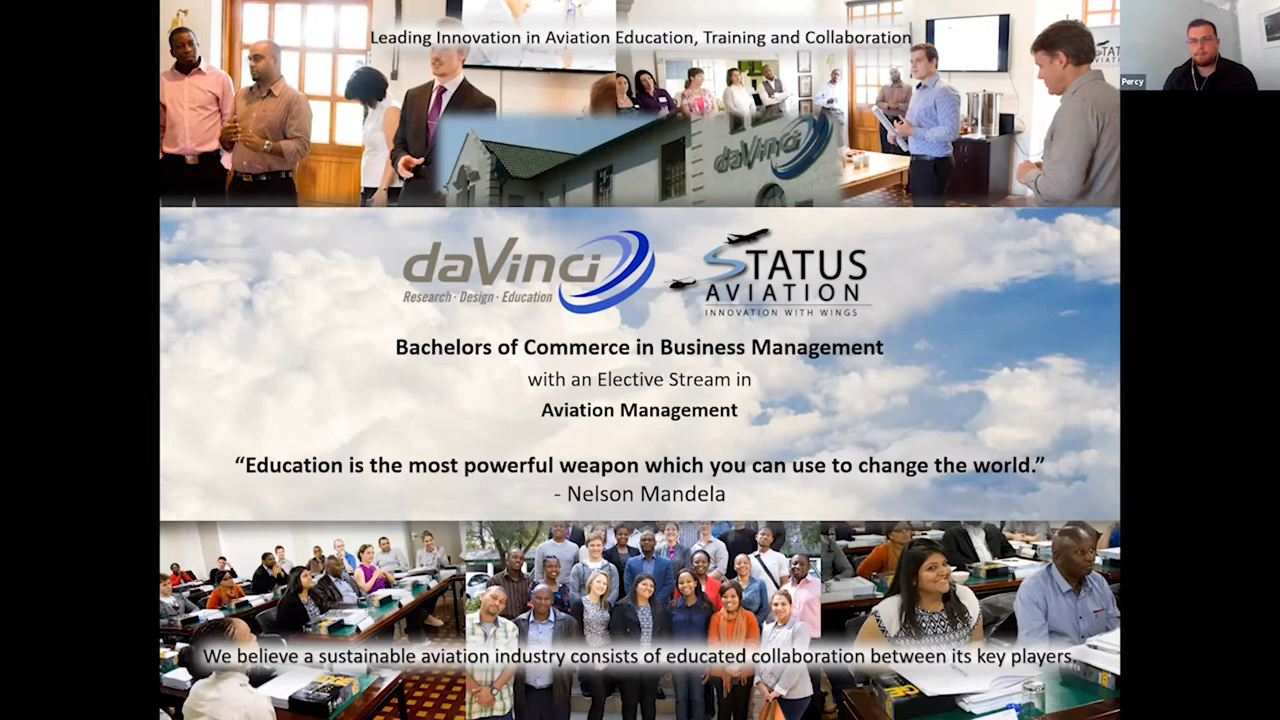 Leading Innovation in Aviation Education, Training and Collaboration
Percy
daVinci
daVinci
Research · Design · Education
STATUS
AVIATION
INNOVATION WITH WINGS
Bachelors of Commerce in Business Management
with an Elective Stream in
Aviation Management
“Education is the most powerful weapon which you can use to change the world.”
- Nelson Mandela
We believe a sustainable aviation industry consists of educated collaboration between its key players.